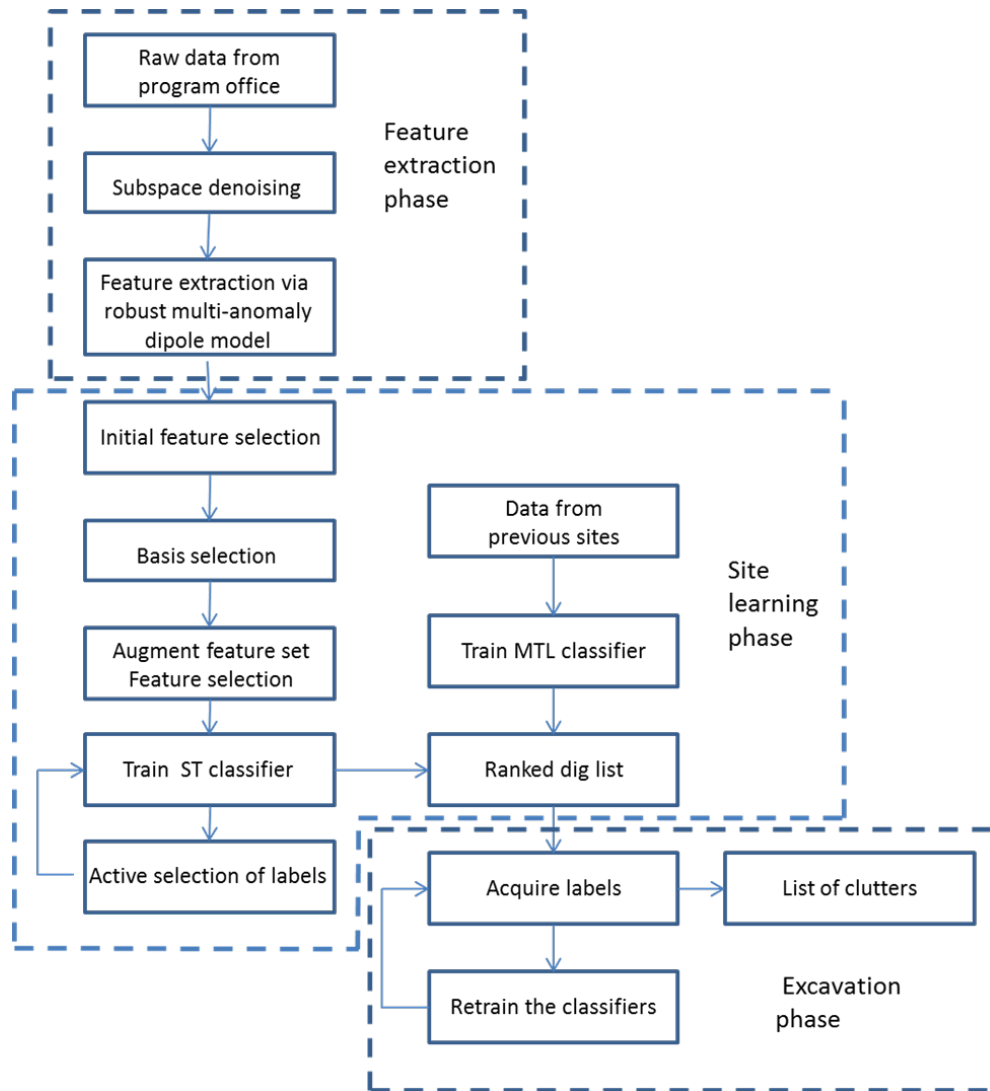 Raw data from
program office
Feature
extraction
phase
Subspace denoising
Feature extraction via
robust multi-anomaly
dipole model
Initial feature selection
Basis selection
Augment feature set
Feature selection
Train ST classifier
Active selection of labels
Data from
previous sites
Train MTL classifier
Ranked dig list
Site
learning
phase
Acquire labels
List of clutters
Retrain the classifiers
Excavation
phase